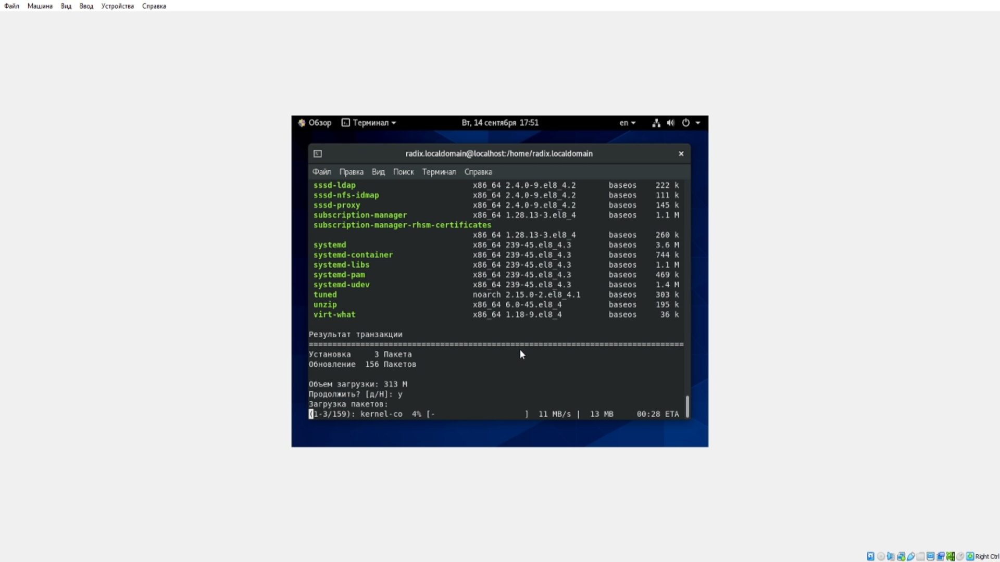 Файл Машина Вид Ввод Устройства Справка
Обзор Терминал Вт, 14 сентября 17:51 en
radix.localdomain@localhost:/home/radix.localdomain
Файл Правка Вид Поиск Терминал Справка
sssd-ldap x86_64 2.4.0-9.el8_4.2 baseos 222 k
sssd-nfs-idmap x86_64 2.4.0-9.el8_4.2 baseos 111 k
sssd-proxy x86_64 2.4.0-9.el8_4.2 baseos 145 k
subscription-manager x86_64 1.28.13-3.el8_4 baseos 1.1 M
subscription-manager-rhsm-certificates
x86_64 1.28.13-3.el8_4 baseos 260 k
systemd x86_64 239-45.el8_4.3 baseos 3.6 M
systemd-container x86_64 239-45.el8_4.3 baseos 744 k
systemd-libs x86_64 239-45.el8_4.3 baseos 1.1 M
systemd-pam x86_64 239-45.el8_4.3 baseos 469 k
systemd-udev x86_64 239-45.el8_4.3 baseos 1.4 M
tuned noarch 2.15.0-2.el8_4.1 baseos 303 k
unzip x86_64 6.0-45.el8_4 baseos 195 k
virt-what x86_64 1.18-9.el8_4 baseos 36 k
Результат транзакции
================================================================================
Установка 3 Пакета
Обновление 156 Пакетов
Объем загрузки: 313 M
Продолжить? [д/Н]: y
Загрузка пакетов:
(1-3/159): kernel-co 4% [- ] 11 MB/s | 13 MB 00:28 ETA
Right Ctrl